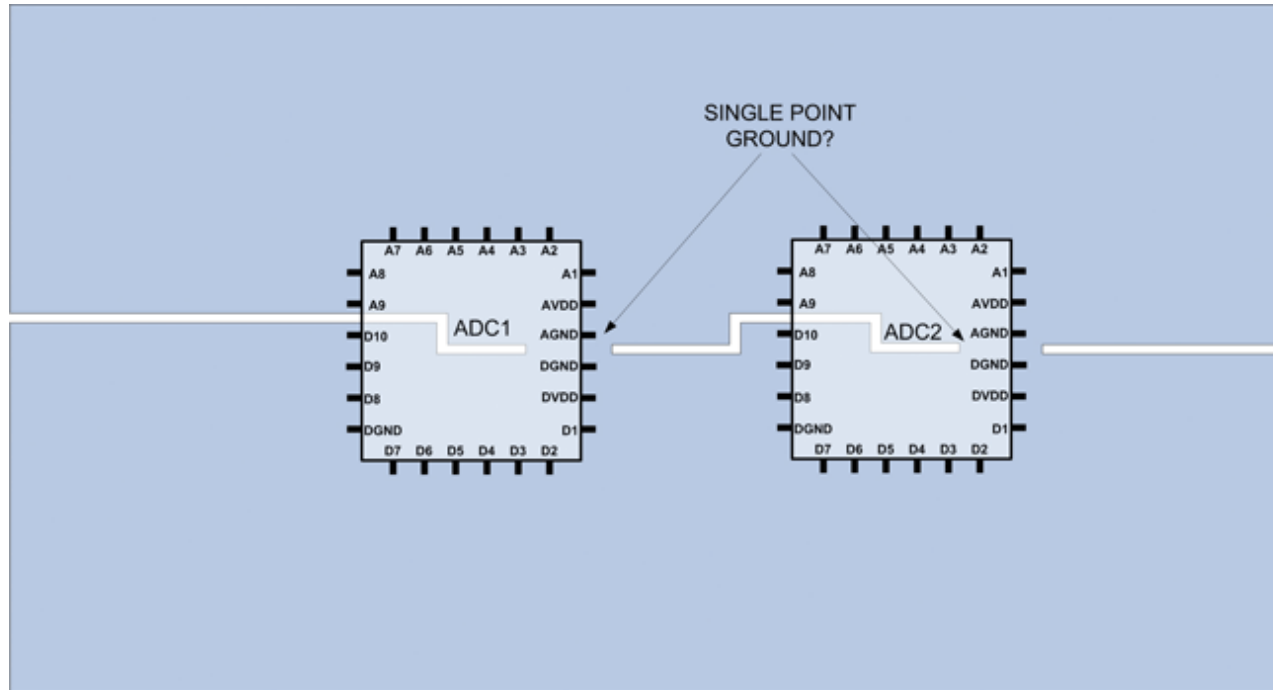 SINGLE POINT
GROUND?
A7 A6 A5 A4 A3 A2
A8 A1
A9 AVDD
ADC1
D10 AGND
D9 DGND
D8 DVDD
DGND D1
D7 D6 D5 D4 D3 D2
A7 A6 A5 A4 A3 A2
A8 A1
A9 AVDD
ADC2
D10 AGND
D9 DGND
D8 DVDD
DGND D1
D7 D6 D5 D4 D3 D2